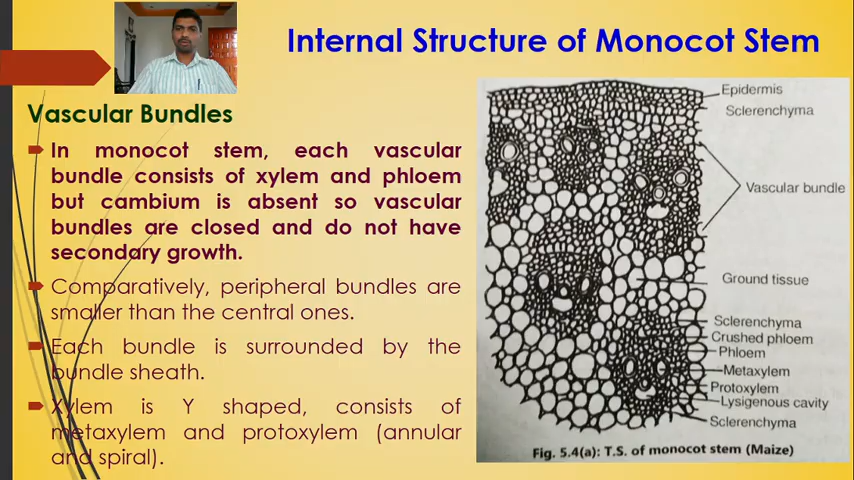 Internal Structure of Monocot Stem
Vascular Bundles
In monocot stem, each vascular
bundle consists of xylem and phloem
but cambium is absent so vascular
bundles are closed and do not have
secondary growth.
Comparatively, peripheral bundles are
smaller than the central ones.
Each bundle is surrounded by the
bundle sheath.
Xylem is Y shaped, consists of
metaxylem and protoxylem (annular
and spiral).
Epidermis
Sclerenchyma
Vascular bundle
Ground tissue
Sclerenchyma
Crushed phloem
Phloem
Metaxylem
Protoxylem
Lysigenous cavity
Sclerenchyma
Fig. 5.4(a): T.S. of monocot stem (Maize)